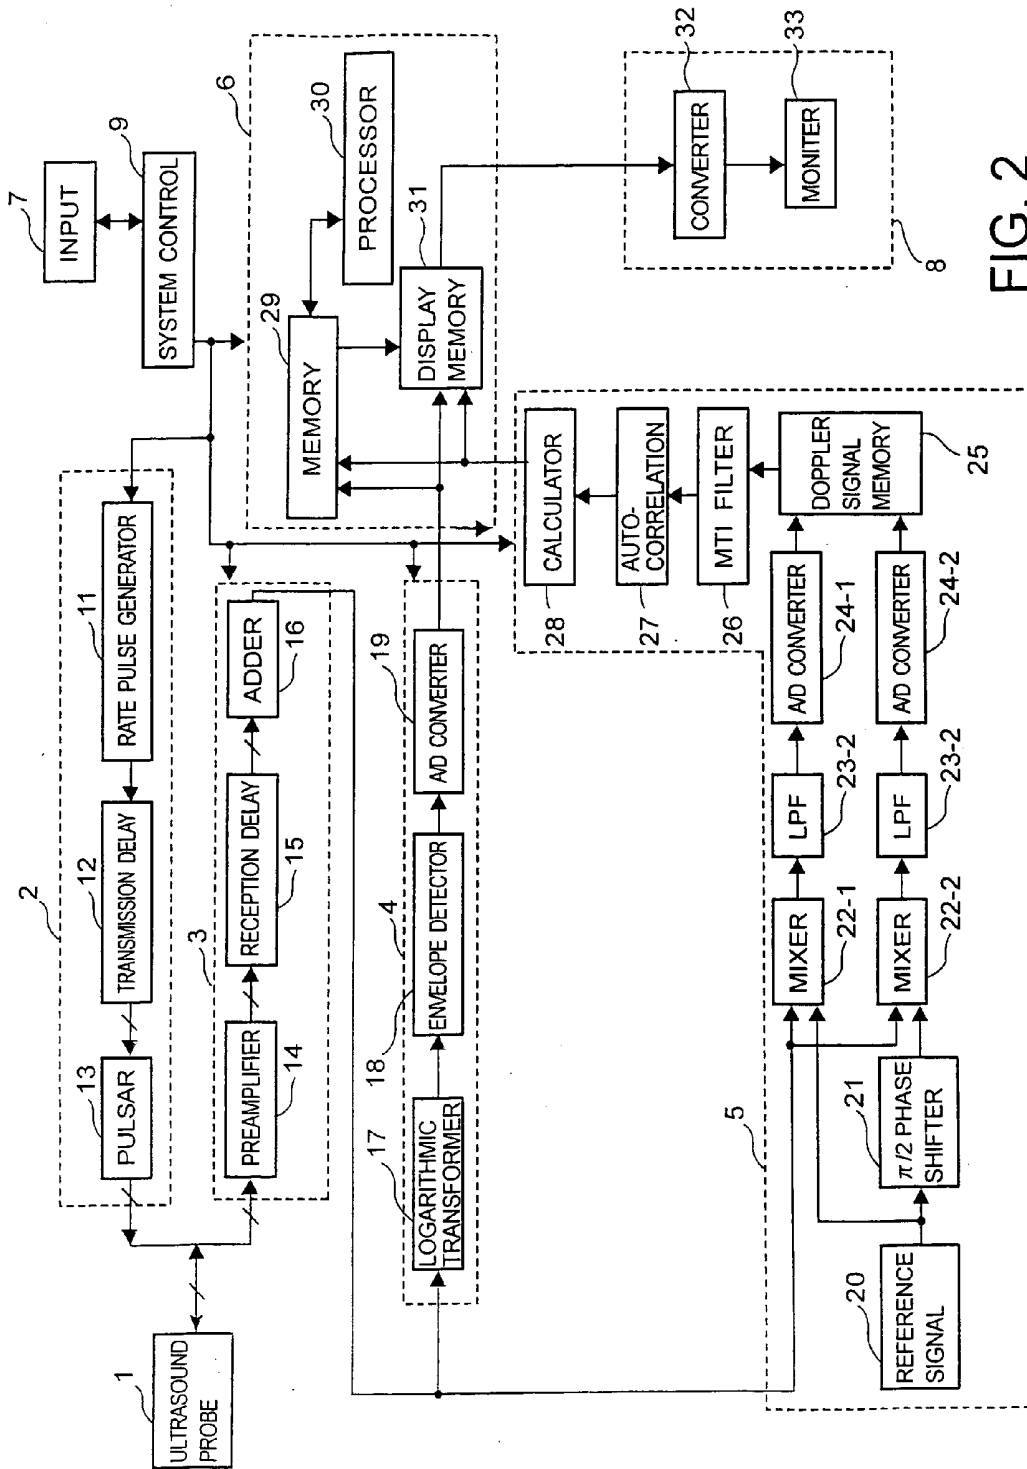 7
INPUT
9
SYSTEM CONTROL
2
13
PULSAR
12
TRANSMISSION DELAY
11
RATE PULSE GENERATOR
1
ULTRASOUND
PROBE
3
PREAMPLIFIER
14
RECEPTION DELAY
15
ADDER
16
4
17
LOGARITHMIC
TRANSFORMER
18
ENVELOPE DETECTOR
19
A/D CONVERTER
6
29
MEMORY
30
PROCESSOR
31
DISPLAY
MEMORY
8
32
CONVERTER
33
MONITER
5
28
CALCULATOR
27
AUTO-
CORRELATION
26
MTI FILTER
25
DOPPLER
SIGNAL
MEMORY
MIXER
22-1
LPF
23-2
A/D CONVERTER
24-1
20
REFERENCE
SIGNAL
21
π/2 PHASE
SHIFTER
MIXER
22-2
LPF
23-2
A/D CONVERTER
24-2
FIG. 2